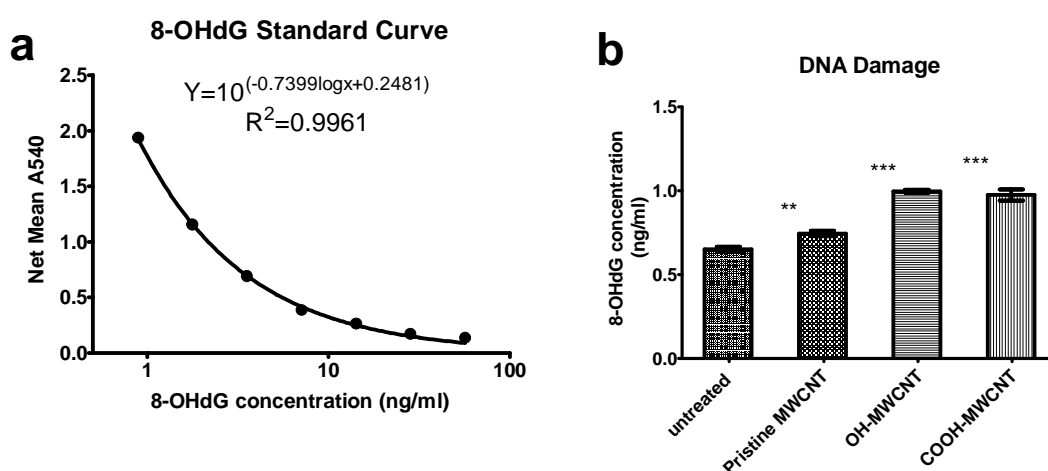 a
8-OHdG Standard Curve
Y=10^(-0.7399logx+0.2481)
R²=0.9961
Net Mean A540
2.5
2.0
1.5
1.0
0.5
0.0
1
10
100
8-OHdG concentration (ng/ml)
b
DNA Damage
8-OHdG concentration
(ng/ml)
1.5
1.0
0.5
0.0
**
***
***
untreated
Pristine MWCNT
OH-MWCNT
COOH-MWCNT